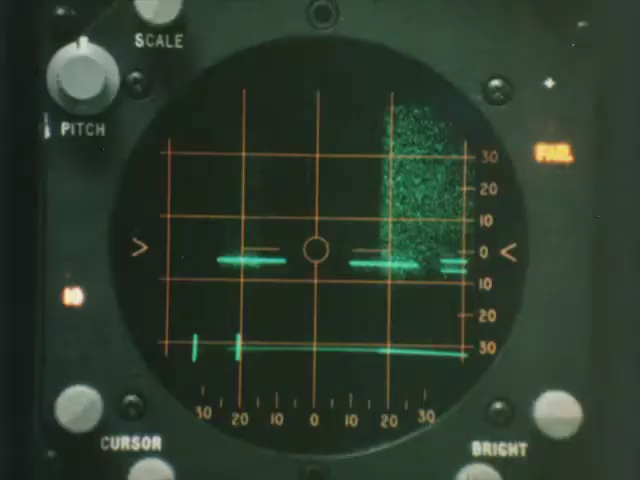 SCALE
PITCH
+
FAIL
30
20
10
> 0 <
10
20
30
30 20 10 0 10 20 30
CURSOR
BRIGHT